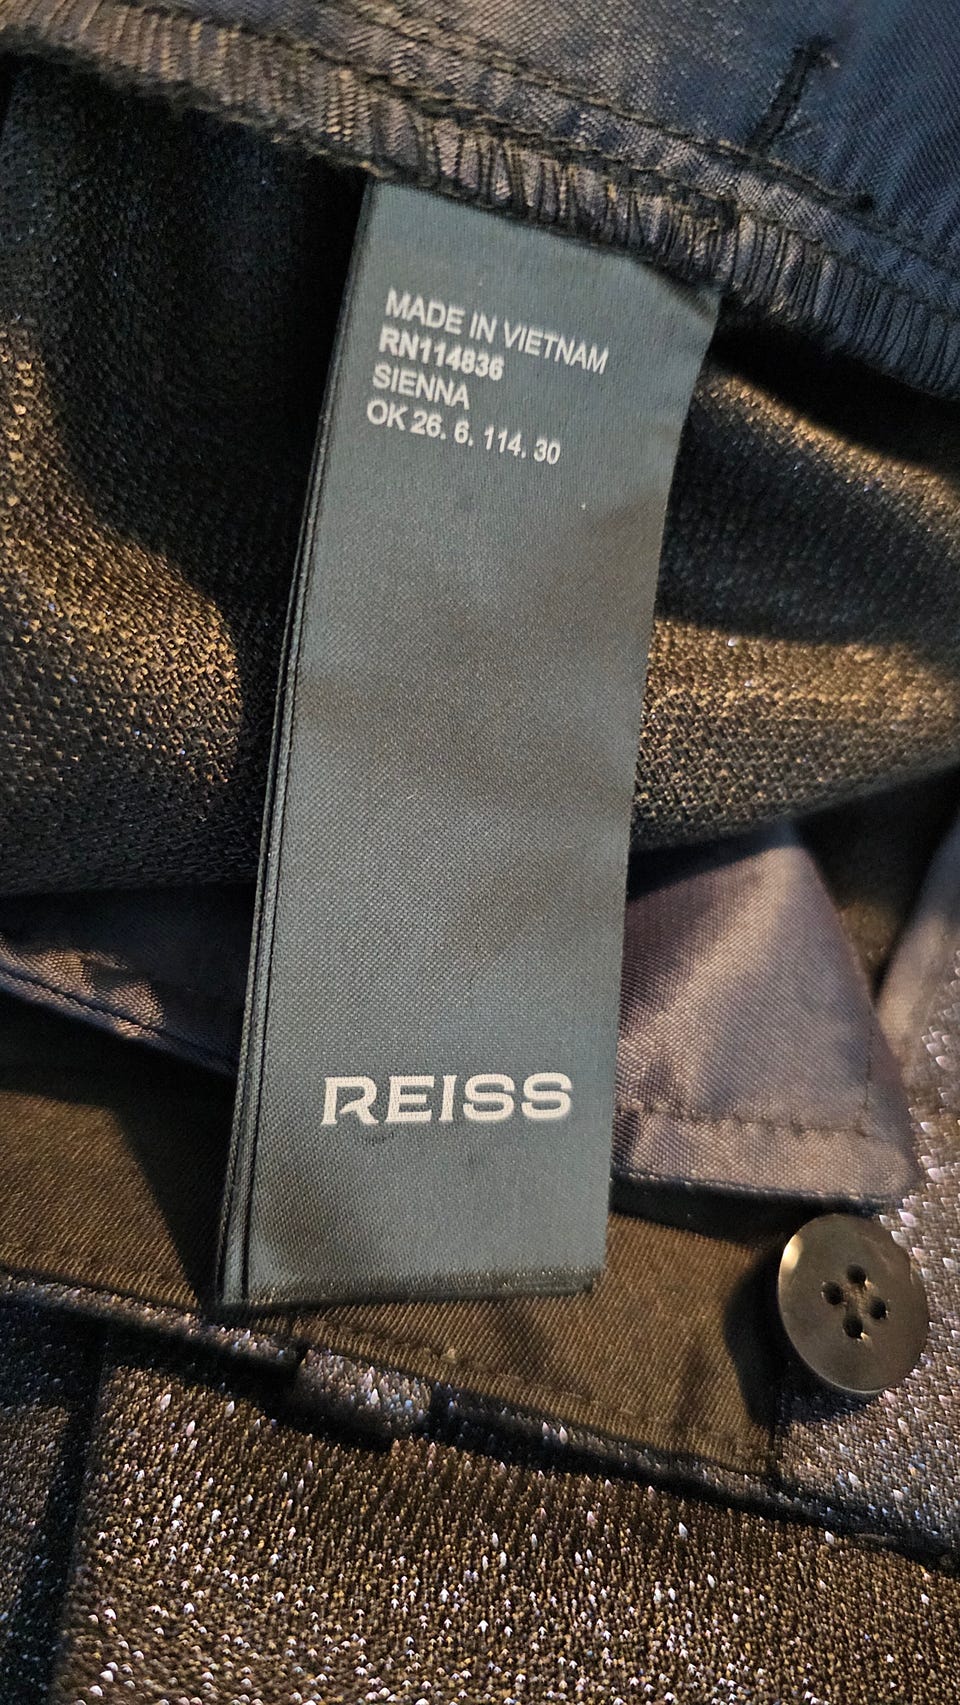 MADE IN VIETNAM
RN114836
SIENNA
OK 26. 6. 114. 30
REISS